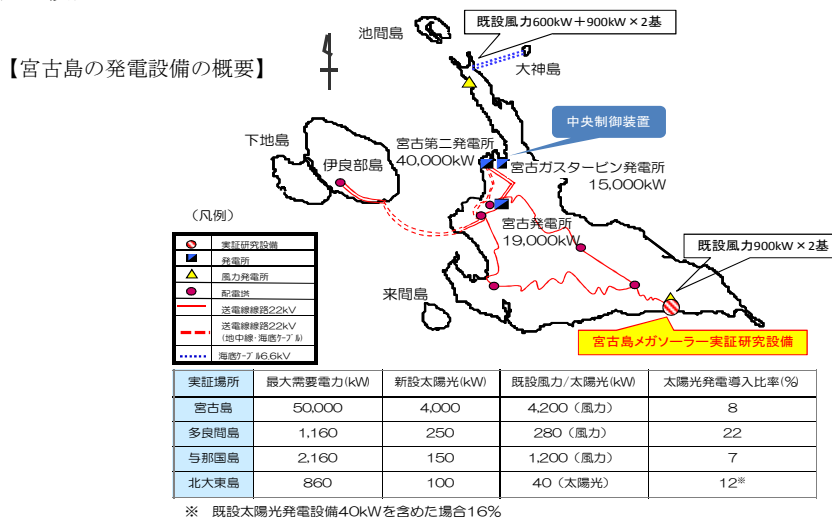 【宮古島の発電設備の概要】
池間島
既設風力600kW＋900kW×2基
大神島
中央制御装置
下地島
伊良部島
宮古第二発電所
40,000kW
宮古ガスタービン発電所
15,000kW
宮古発電所
19,000kW
既設風力900kW×2基
来間島
宮古島メガソーラー実証研究設備
（凡例）
実証研究設備
発電所
風力発電所
配電塔
送電線線路22kV
送電線線路22kV
(地中線・海底ケーブル)
海底ケーブル6.6kV
実証場所 最大需要電力(kW) 新設太陽光(kW) 既設風力/太陽光(kW) 太陽光発電導入比率(%)
宮古島 50,000 4,000 4,200（風力） 8
多良間島 1,160 250 280（風力） 22
与那国島 2,160 150 1,200（風力） 7
北大東島 860 100 40（太陽光） 12※
※ 既設太陽光発電設備40kWを含めた場合16%